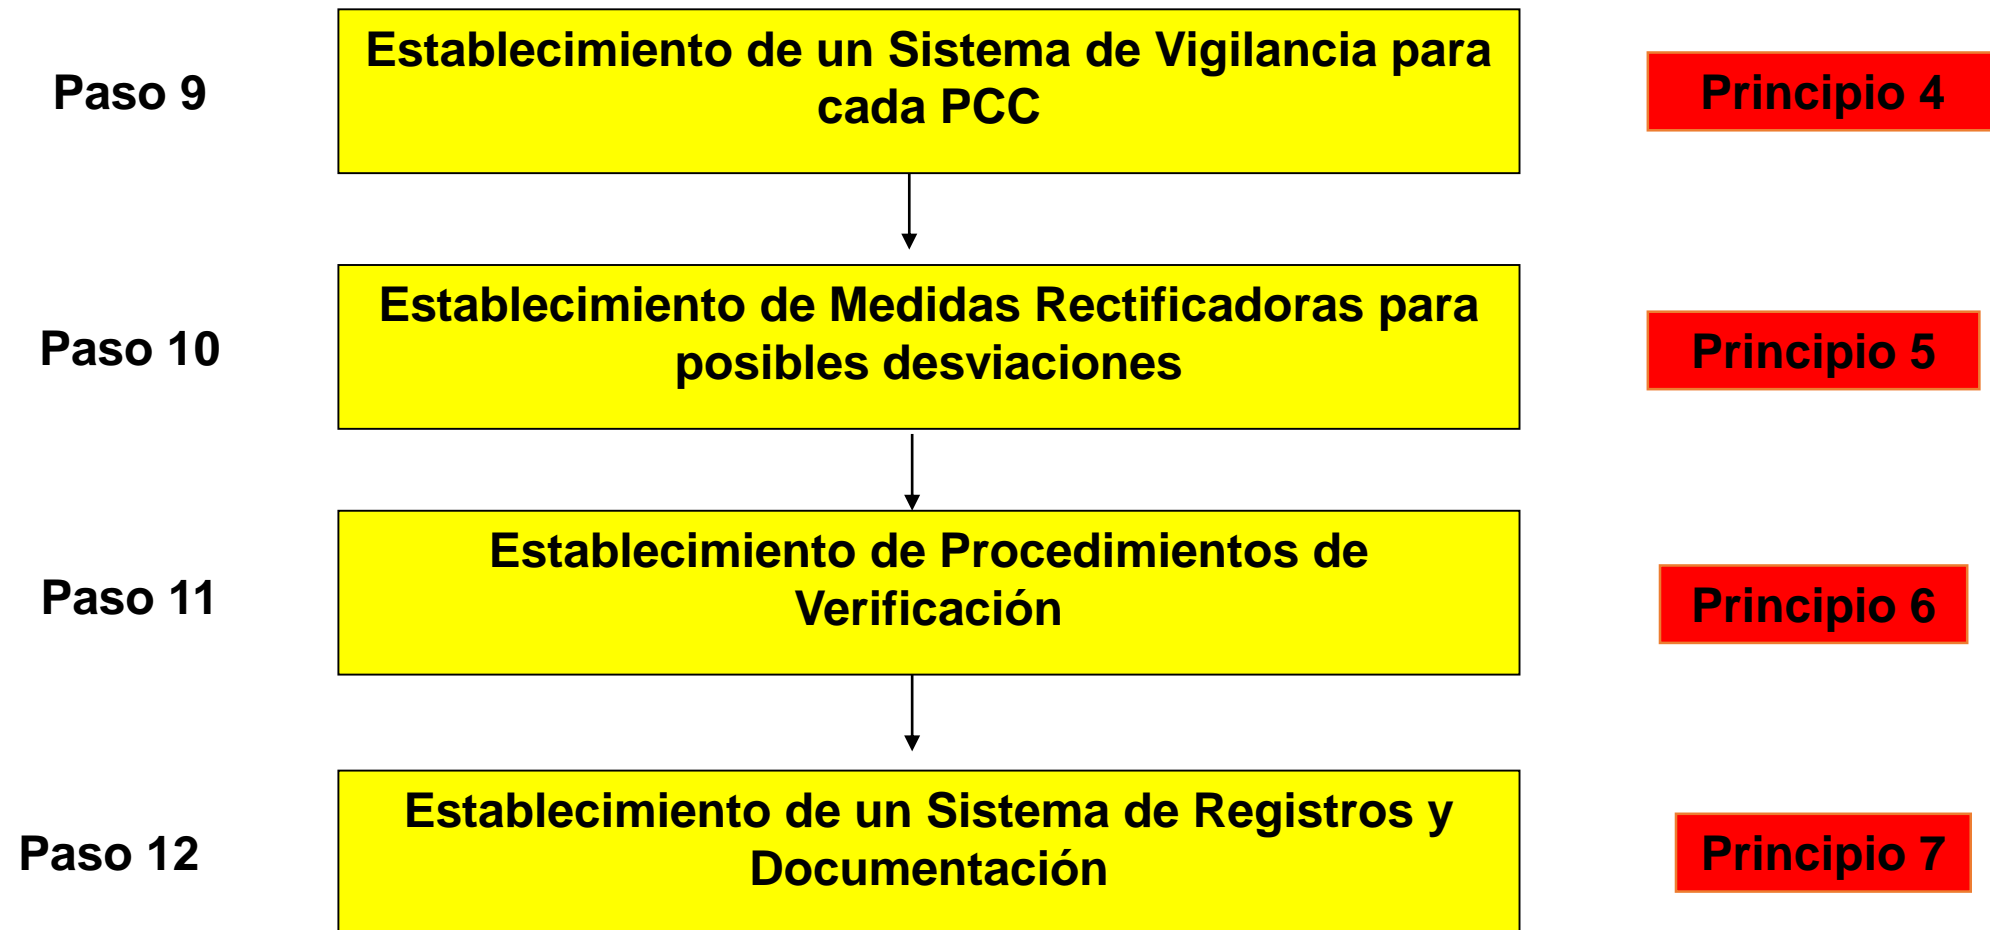 Paso 9
Establecimiento de un Sistema de Vigilancia para
cada PCC
Principio 4
Paso 10
Establecimiento de Medidas Rectificadoras para
posibles desviaciones
Principio 5
Paso 11
Establecimiento de Procedimientos de
Verificación
Principio 6
Paso 12
Establecimiento de un Sistema de Registros y
Documentación
Principio 7